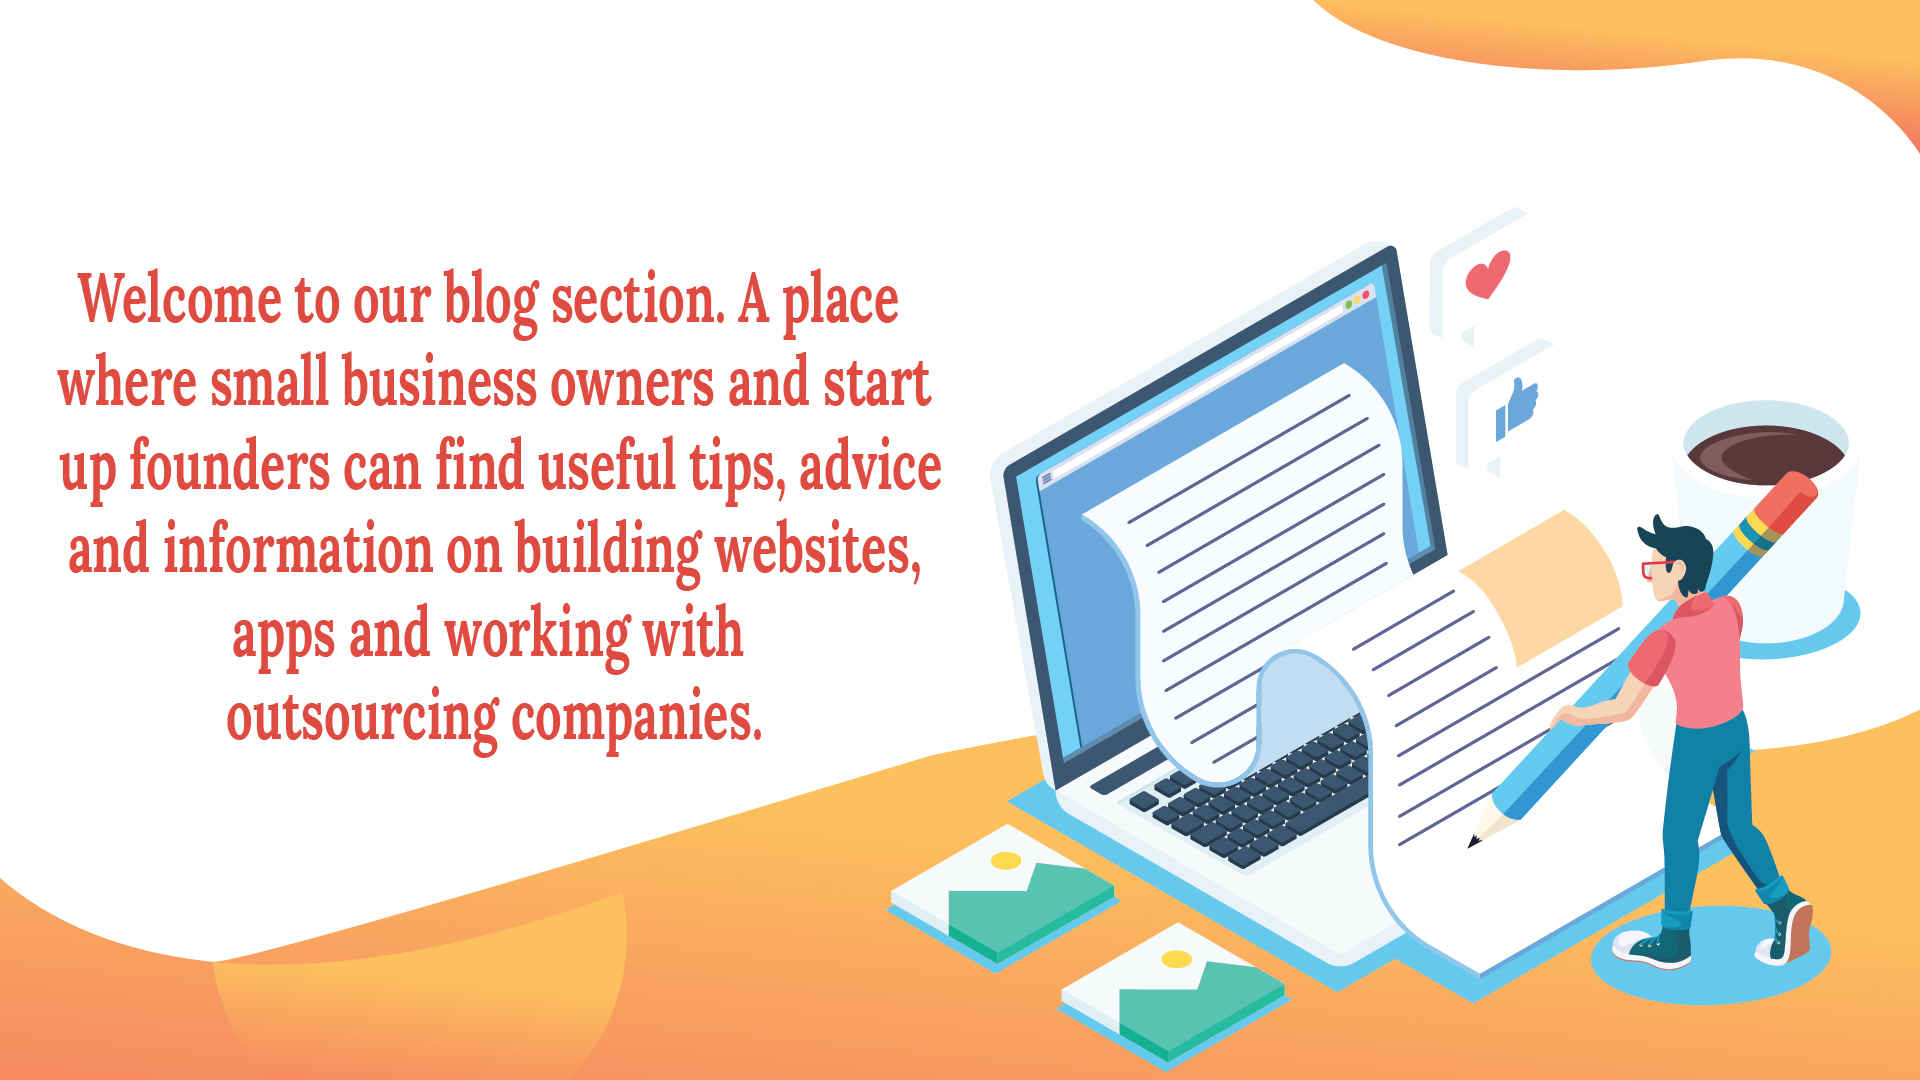 Welcome to our blog section. A place
where small business owners and start
up founders can find useful tips, advice
and information on building websites,
apps and working with
outsourcing companies.